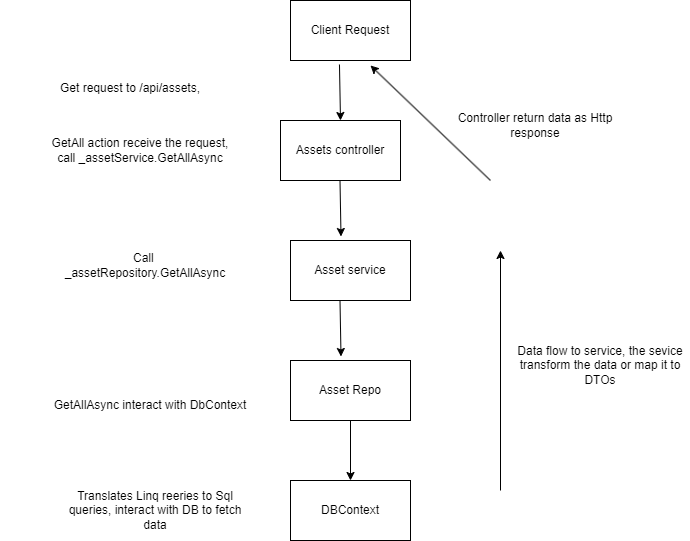 Client Request
Get request to /api/assets,
Controller return data as Http
response
GetAll action receive the request,
call _assetService.GetAllAsync
Assets controller
Call
_assetRepository.GetAllAsync
Asset service
Data flow to service, the sevice
transform the data or map it to
DTOs
Asset Repo
GetAllAsync interact with DbContext
Translates Linq reeries to Sql
queries, interact with DB to fetch
data
DBContext